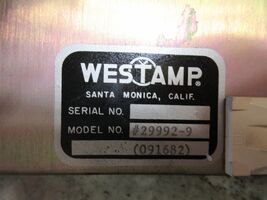 WESTAMP
SANTA MONICA, CALIF.
SERIAL NO.
MODEL NO. #29992-9
(091682)